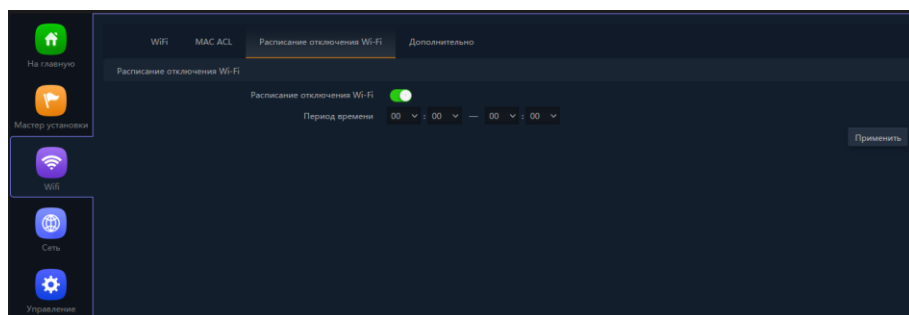 На главную
Мастер установки
Wifi
Сеть
Управление
WiFi MAC ACL Расписание отключения Wi-Fi Дополнительно
Расписание отключения Wi-Fi
Расписание отключения Wi-Fi
Период времени 00 : 00 — 00 : 00
Применить